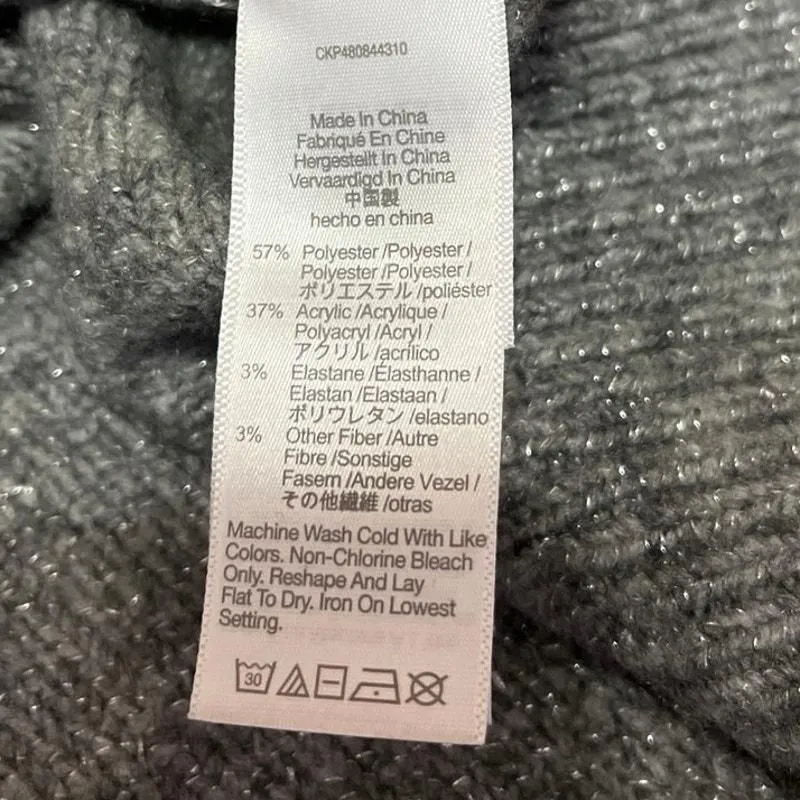 CKP480844310
Made In China
Fabriqué En Chine
Hergestellt In China
Vervaardigd In China
中国製
hecho en china
57% Polyester /Polyester /
Polyester /Polyester /
ポリエステル /poliéster
37% Acrylic /Acrylique /
Polyacryl /Acryl /
アクリル /acrílico
3% Elastane /Élasthanne /
Elastan /Elastaan /
ポリウレタン /elastano
3% Other Fiber /Autre
Fibre /Sonstige
Fasern /Andere Vezel /
その他繊維 /otras
Machine Wash Cold With Like
Colors. Non-Chlorine Bleach
Only. Reshape And Lay
Flat To Dry. Iron On Lowest
Setting.
30